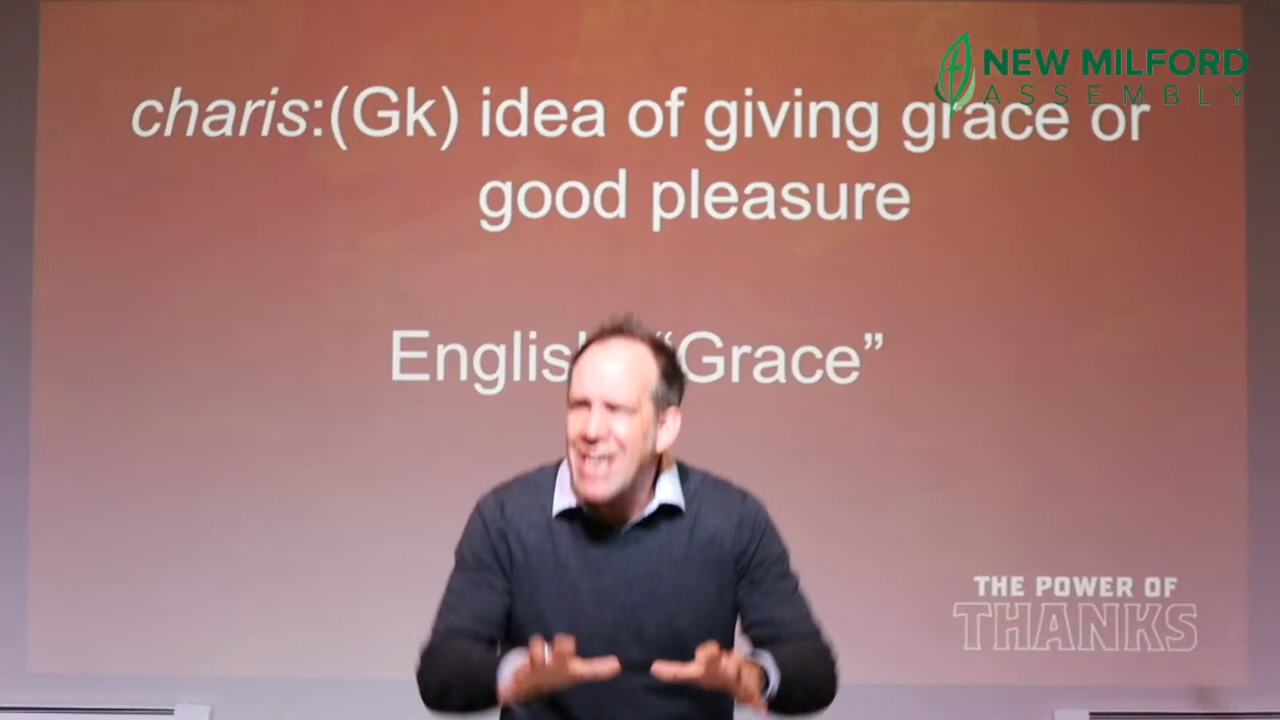 NEW MILFORD
ASSEMBLY
charis:(Gk) idea of giving grace or
good pleasure
“Grace”
THE POWER OF
THANKS